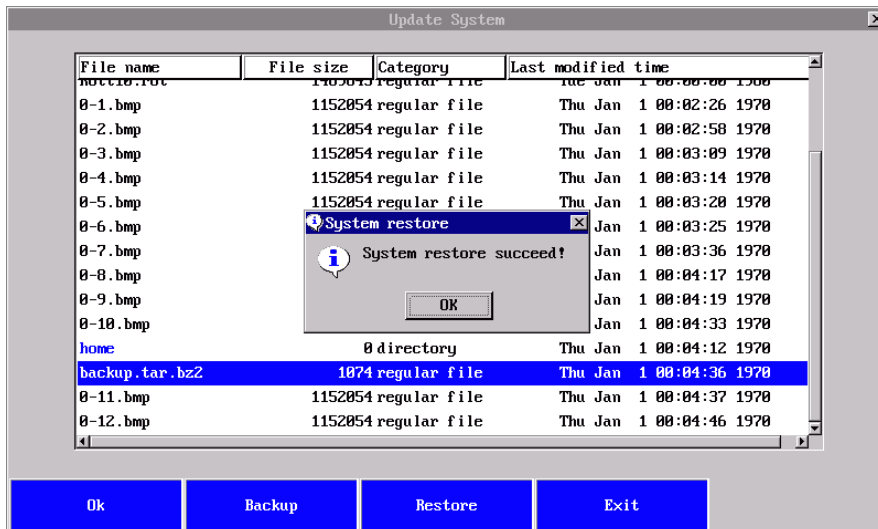 Update System
File name File size Category Last modified time
0-1.bmp 1152054 regular file Thu Jan 1 00:02:26 1970
0-2.bmp 1152054 regular file Thu Jan 1 00:02:58 1970
0-3.bmp 1152054 regular file Thu Jan 1 00:03:09 1970
0-4.bmp 1152054 regular file Thu Jan 1 00:03:14 1970
0-5.bmp 1152054 regular file Thu Jan 1 00:03:20 1970
0-6.bmp Jan 1 00:03:25 1970
0-7.bmp Jan 1 00:03:36 1970
0-8.bmp Jan 1 00:04:17 1970
0-9.bmp Jan 1 00:04:19 1970
0-10.bmp Jan 1 00:04:33 1970
home 0 directory Thu Jan 1 00:04:12 1970
backup.tar.bz2 1074 regular file Thu Jan 1 00:04:36 1970
0-11.bmp 1152054 regular file Thu Jan 1 00:04:37 1970
0-12.bmp 1152054 regular file Thu Jan 1 00:04:46 1970
System restore
System restore succeed!
OK
Ok Backup Restore Exit